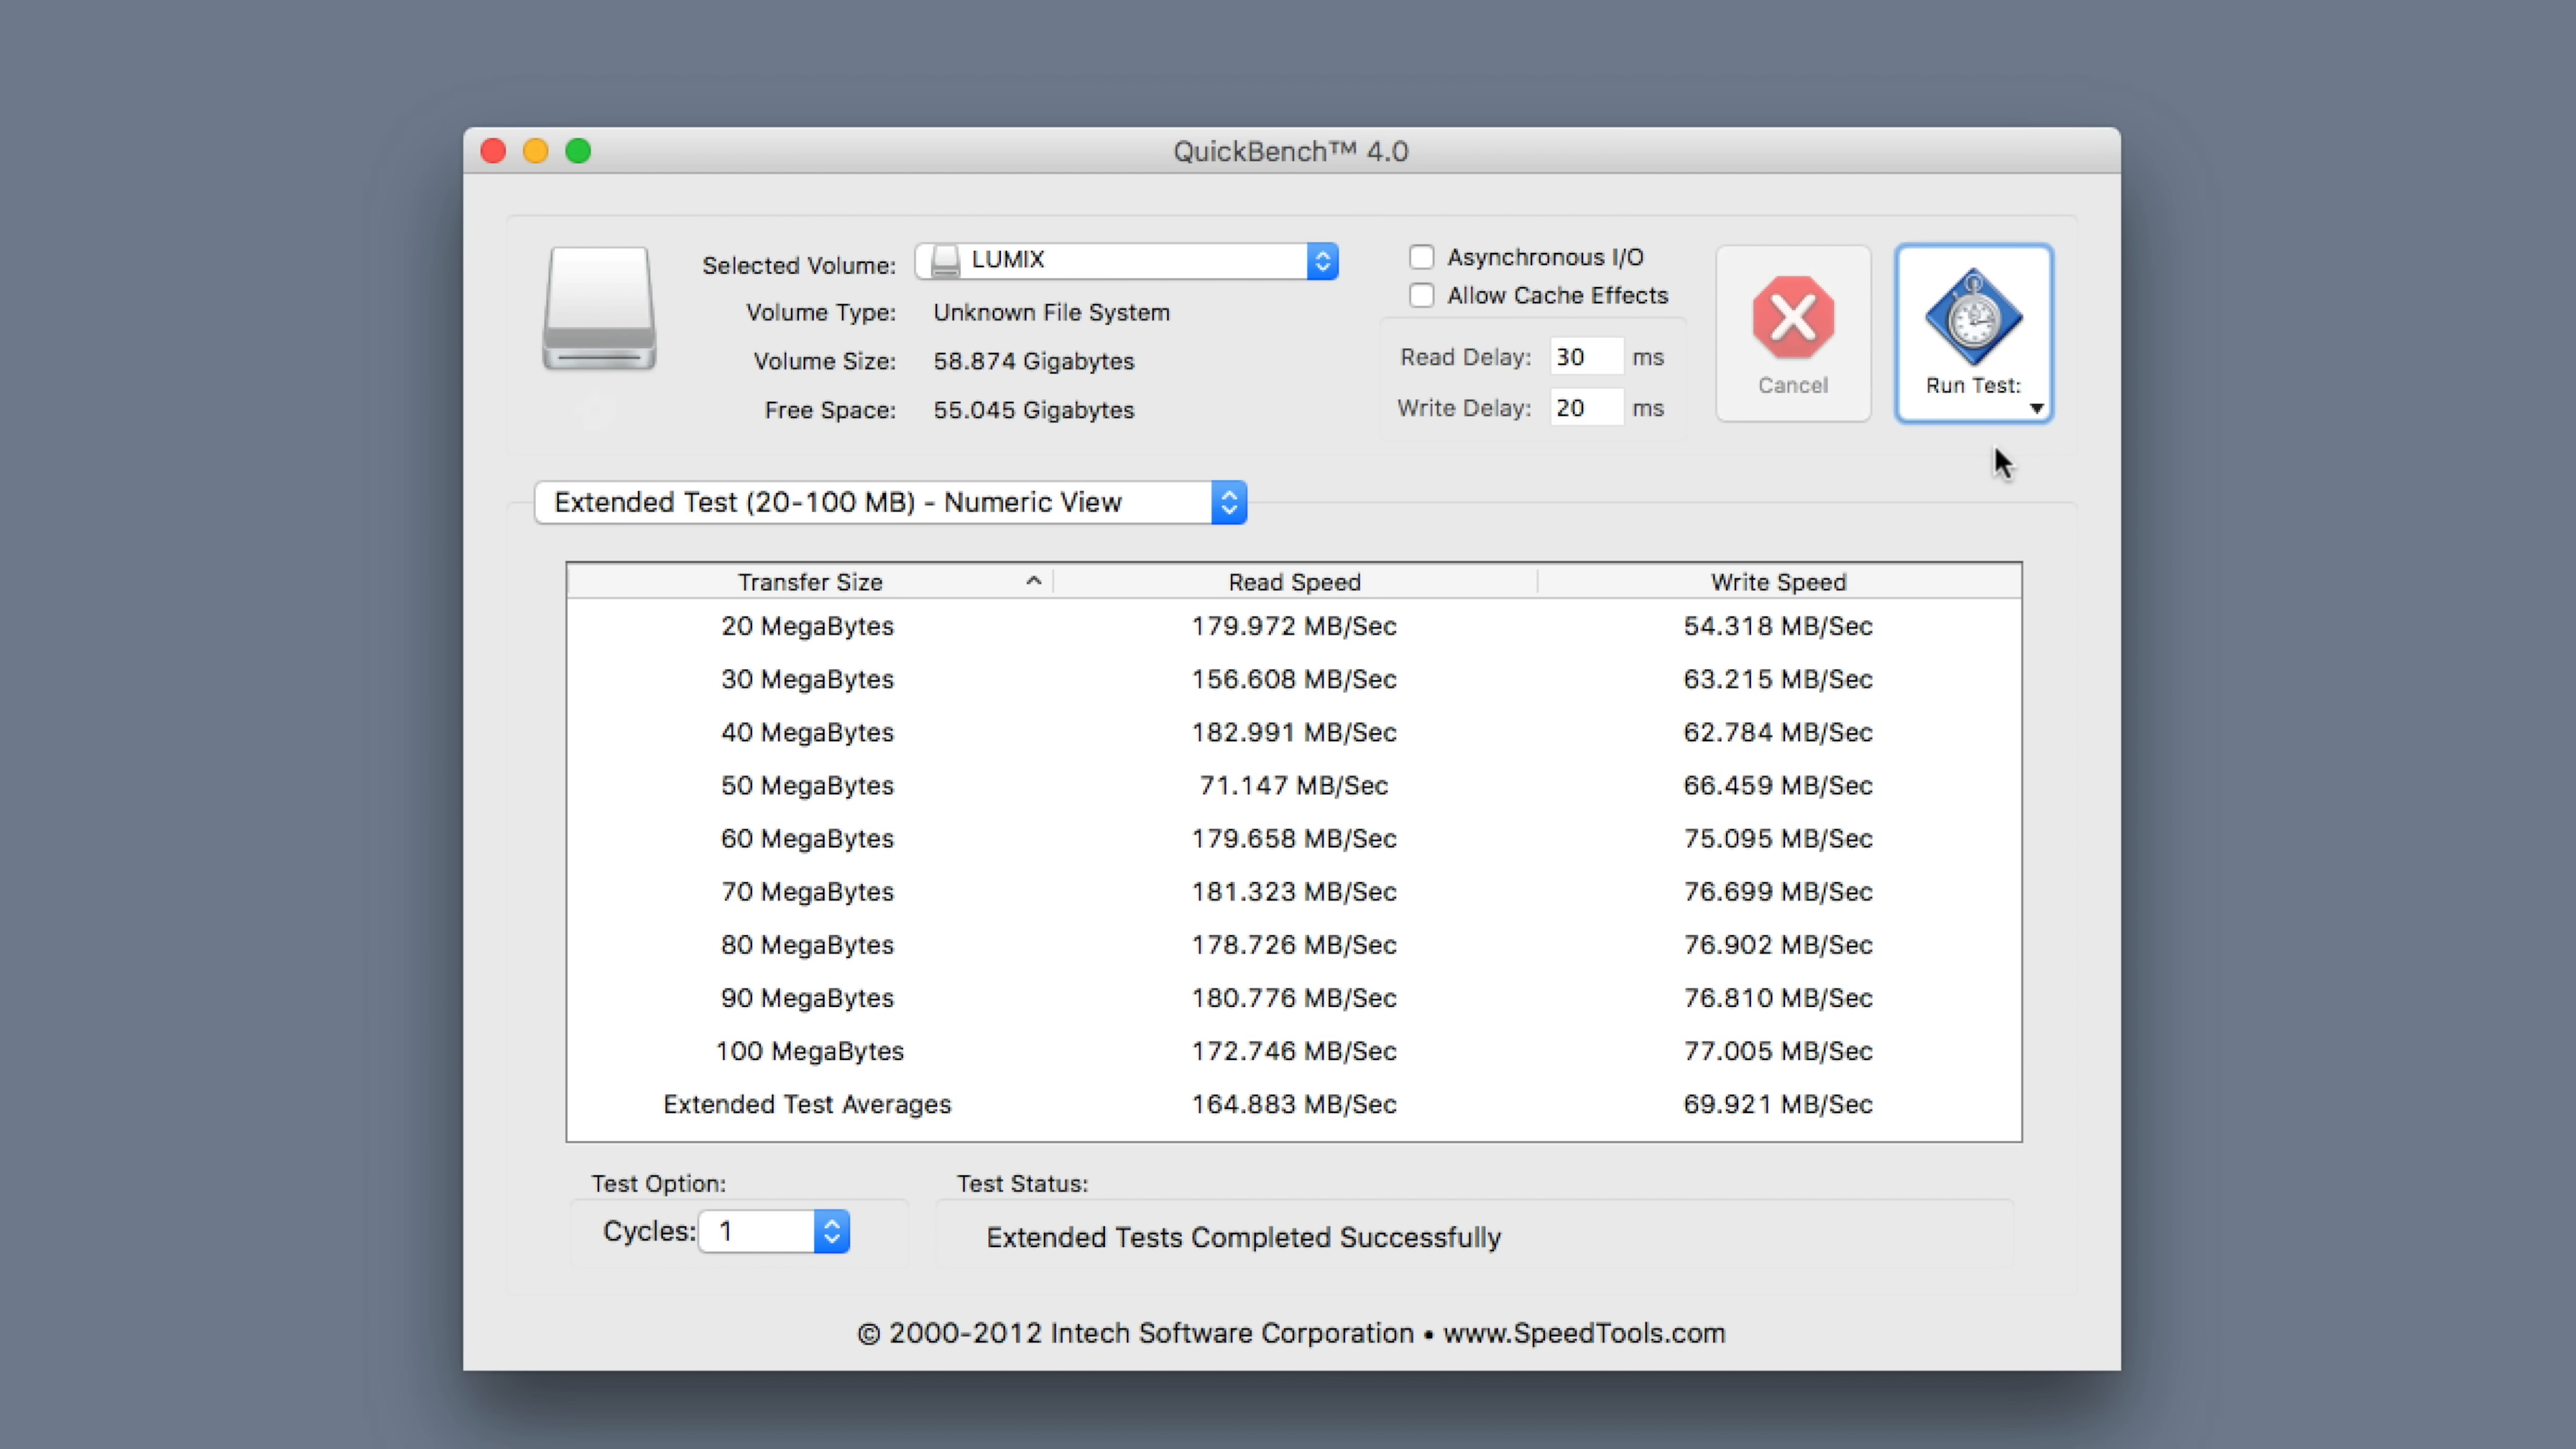 QuickBench™ 4.0
Selected Volume: LUMIX
Volume Type: Unknown File System
Volume Size: 58.874 Gigabytes
Free Space: 55.045 Gigabytes
Asynchronous I/O
Allow Cache Effects
Read Delay: 30 ms
Write Delay: 20 ms
Cancel
Run Test:
Extended Test (20-100 MB) - Numeric View
Transfer Size Read Speed Write Speed
20 MegaBytes 179.972 MB/Sec 54.318 MB/Sec
30 MegaBytes 156.608 MB/Sec 63.215 MB/Sec
40 MegaBytes 182.991 MB/Sec 62.784 MB/Sec
50 MegaBytes 71.147 MB/Sec 66.459 MB/Sec
60 MegaBytes 179.658 MB/Sec 75.095 MB/Sec
70 MegaBytes 181.323 MB/Sec 76.699 MB/Sec
80 MegaBytes 178.726 MB/Sec 76.902 MB/Sec
90 MegaBytes 180.776 MB/Sec 76.810 MB/Sec
100 MegaBytes 172.746 MB/Sec 77.005 MB/Sec
Extended Test Averages 164.883 MB/Sec 69.921 MB/Sec
Test Option:
Cycles: 1
Test Status:
Extended Tests Completed Successfully
© 2000-2012 Intech Software Corporation • www.SpeedTools.com